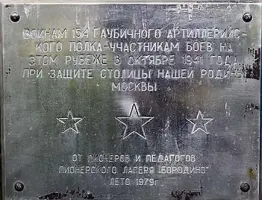 ВОИНАМ 154 ГАУБИЧНОГО АРТИЛЛЕРИЙС-
КОГО ПОЛКА-УЧАСТНИКАМ БОЕВ НА
ЭТОМ РУБЕЖЕ В ОКТЯБРЕ 1941 ГОДА
ПРИ ЗАЩИТЕ СТОЛИЦЫ НАШЕЙ РОДИНЫ
МОСКВЫ
ОТ ПИОНЕРОВ И ПЕДАГОГОВ
ПИОНЕРСКОГО ЛАГЕРЯ "БОРОДИНО"
ЛЕТО 1979г.